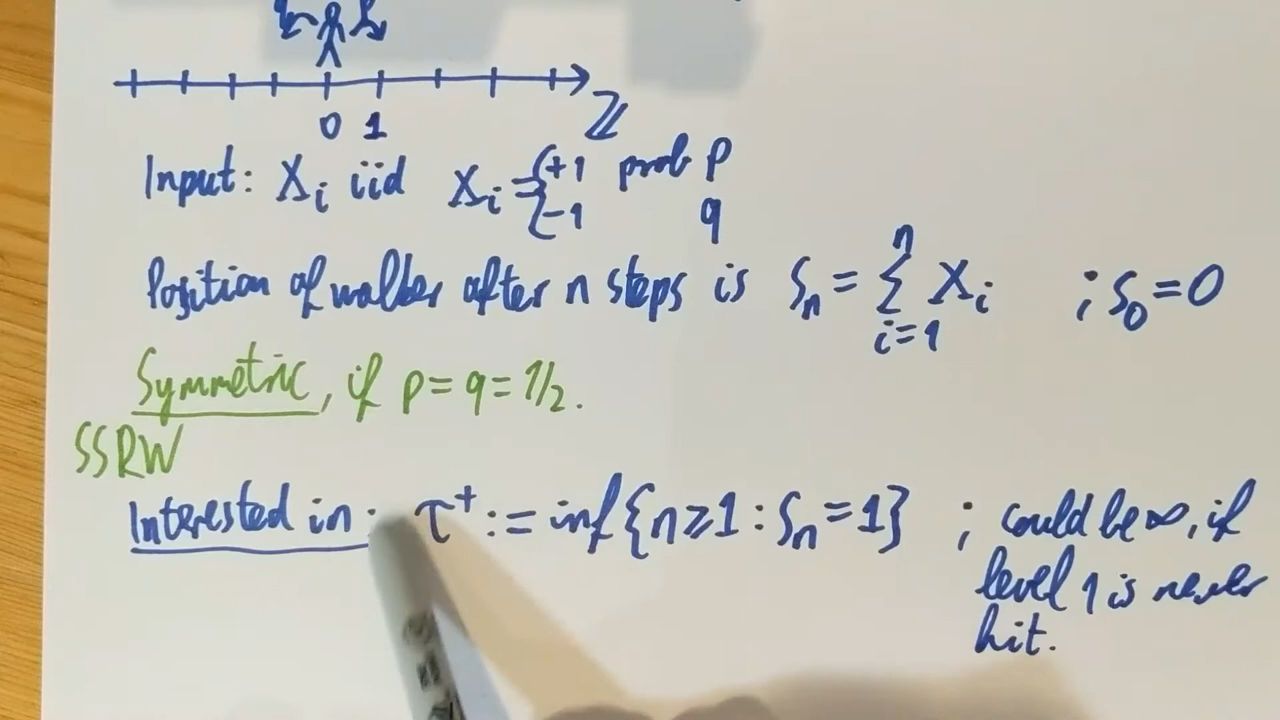 0 1 ℤ
Input: Xᵢ iid Xᵢ = { +1 prob p
-1 q
Position of walker after n steps is Sₙ = Σᵢ₌₁ⁿ Xᵢ ; S₀ = 0
Symmetric, if p = q = 1/2.
SSRW
Interested in: τ⁺ := inf{n ≥ 1 : Sₙ = 1} ; could be ∞, if
level 1 is never
hit.